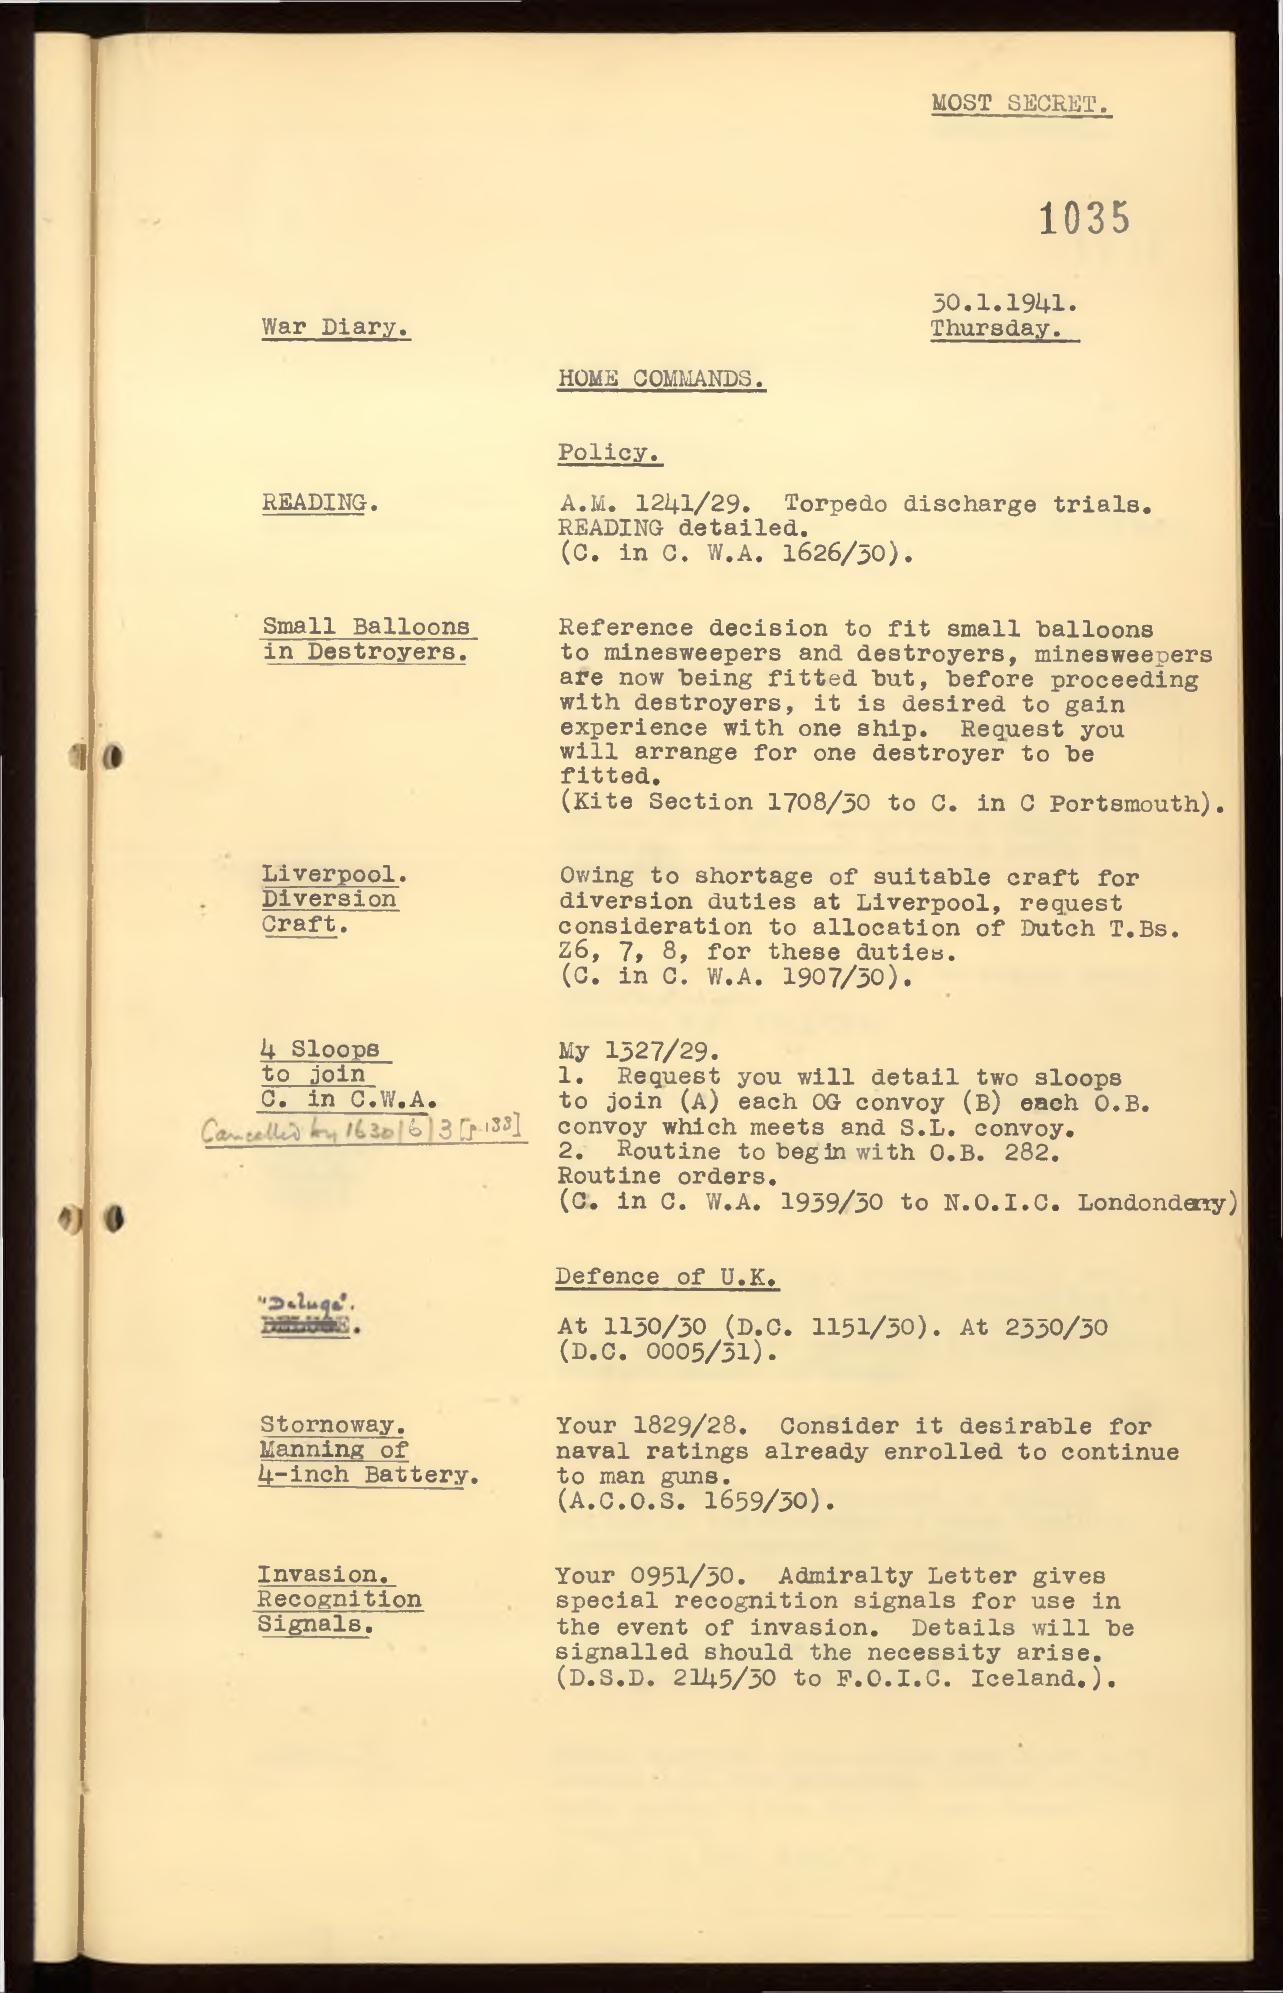 MOST SECRET.
1035
30.1.1941.
War Diary.
Thursday.
HOME COMMANDS.
Policy.
READING.
A.M. 1241/29. Torpedo discharge trials.
READING detailed.
(C. in C. W.A. 1626/30).
Small Balloons
in Destroyers.
Reference decision to fit small balloons
to minesweepers and destroyers, minesweepers
are now being fitted but, before proceeding
with destroyers, it is desired to gain
experience with one ship. Request you
will arrange for one destroyer to be
fitted.
(Kite Section 1708/30 to C. in C Portsmouth).
Liverpool.
Diversion
Craft.
Owing to shortage of suitable craft for
diversion duties at Liverpool, request
consideration to allocation of Dutch T.Bs.
Z6, 7, 8, for these duties.
(C. in C. W.A. 1907/30).
4 Sloops
to join
C. in C.W.A.
Cancelled by 1630/6/3 [p.133]
My 1327/29.
1. Request you will detail two sloops
to join (A) each OG convoy (B) each O.B.
convoy which meets and S.L. convoy.
2. Routine to begin with O.B. 282.
Routine orders.
(C. in C. W.A. 1939/30 to N.O.I.C. Londonderry)
Defence of U.K.
"Deluge".
DELUGE.
At 1130/30 (D.C. 1151/30). At 2330/30
(D.C. 0005/31).
Stornoway.
Manning of
4-inch Battery.
Your 1829/28. Consider it desirable for
naval ratings already enrolled to continue
to man guns.
(A.C.O.S. 1659/30).
Invasion.
Recognition
Signals.
Your 0951/30. Admiralty Letter gives
special recognition signals for use in
the event of invasion. Details will be
signalled should the necessity arise.
(D.S.D. 2145/30 to F.O.I.C. Iceland.).